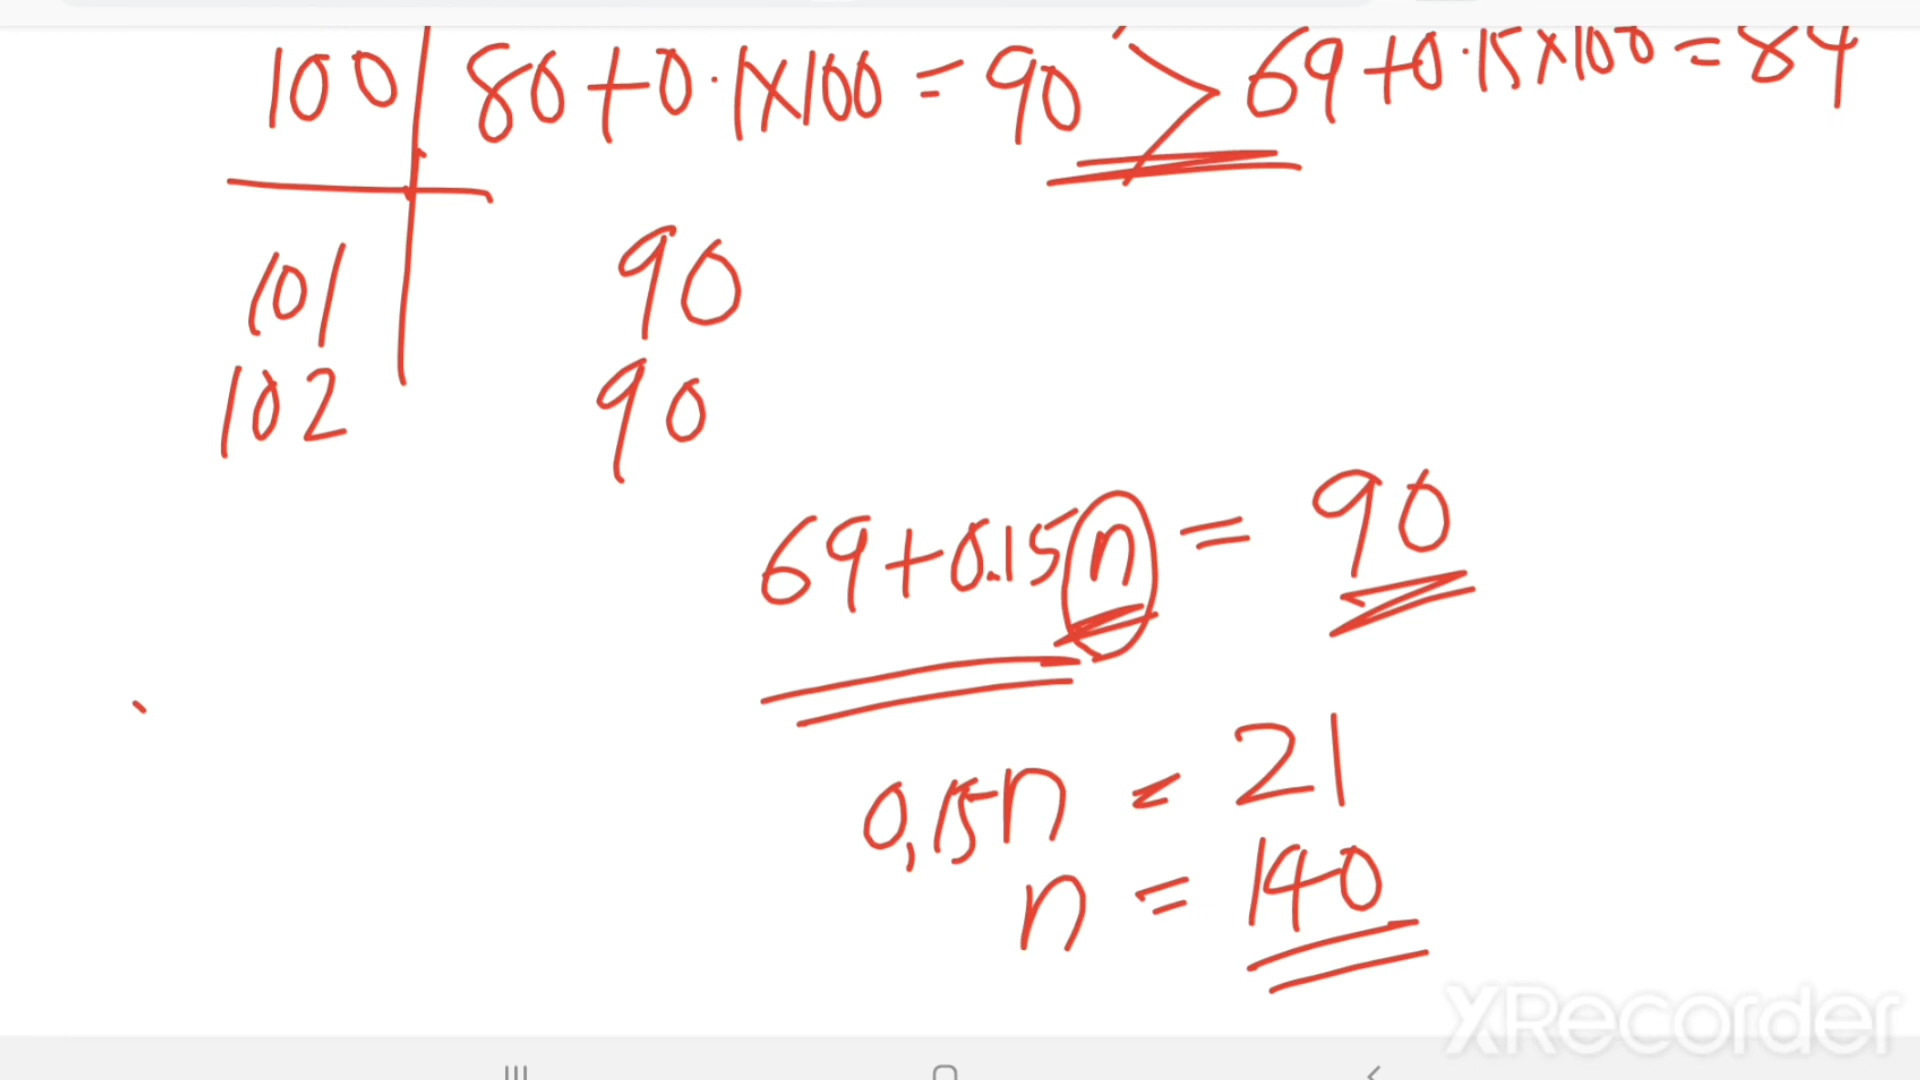 100 80+0.1×100=90 > 69+0.15×100=84
101 90
102 90
69+0.15n = 90
0,15n = 21
n = 140
XRecorder